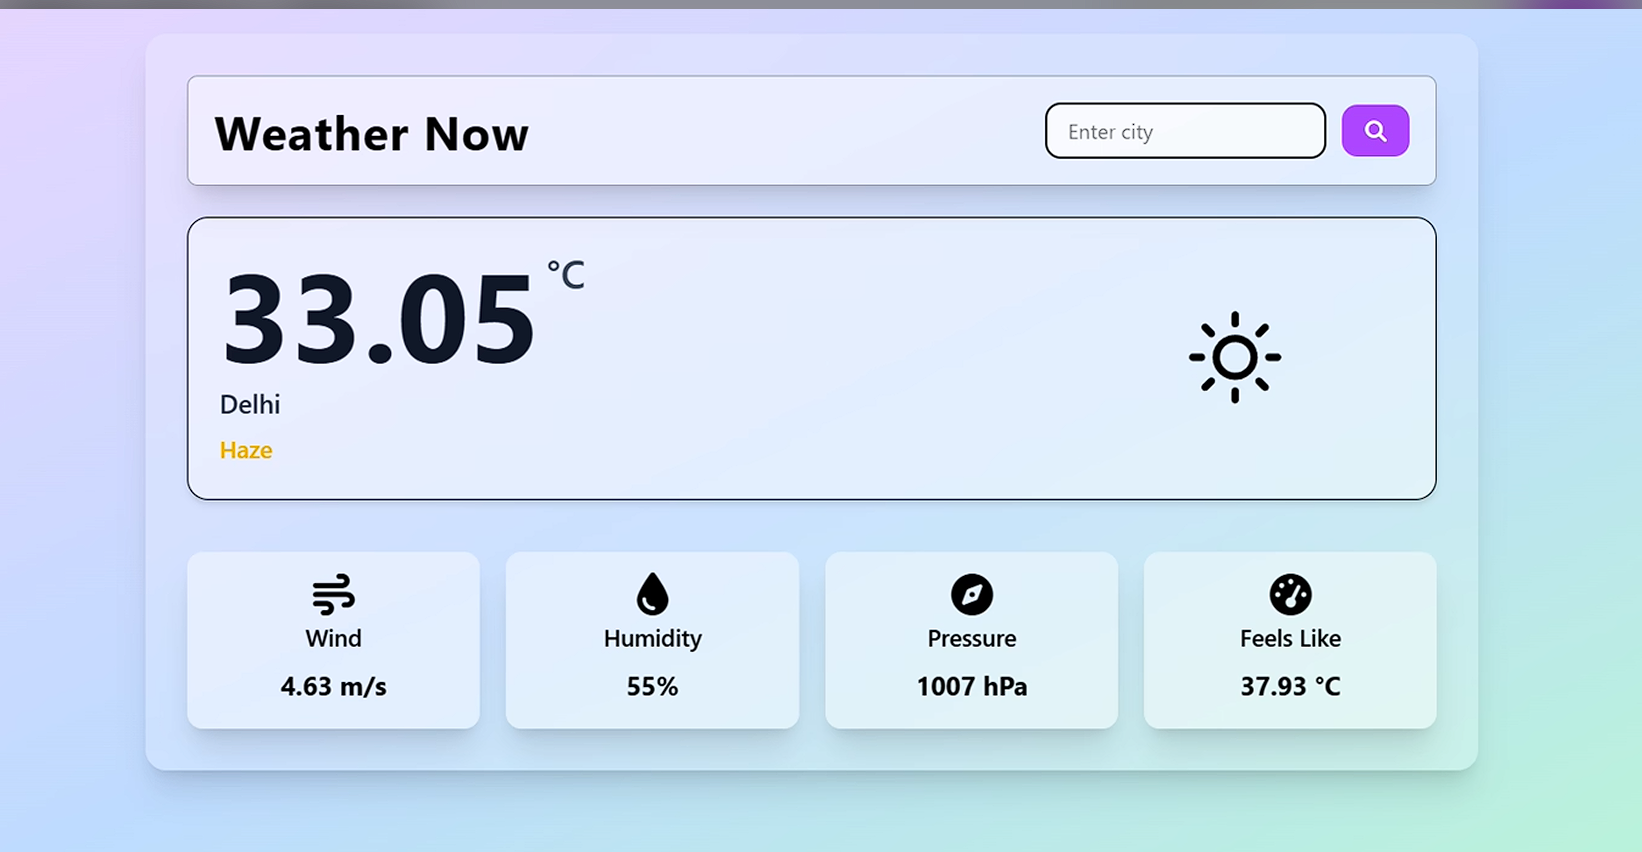 Weather Now
Enter city
33.05 °C
Delhi
Haze
Wind
4.63 m/s
Humidity
55%
Pressure
1007 hPa
Feels Like
37.93 °C